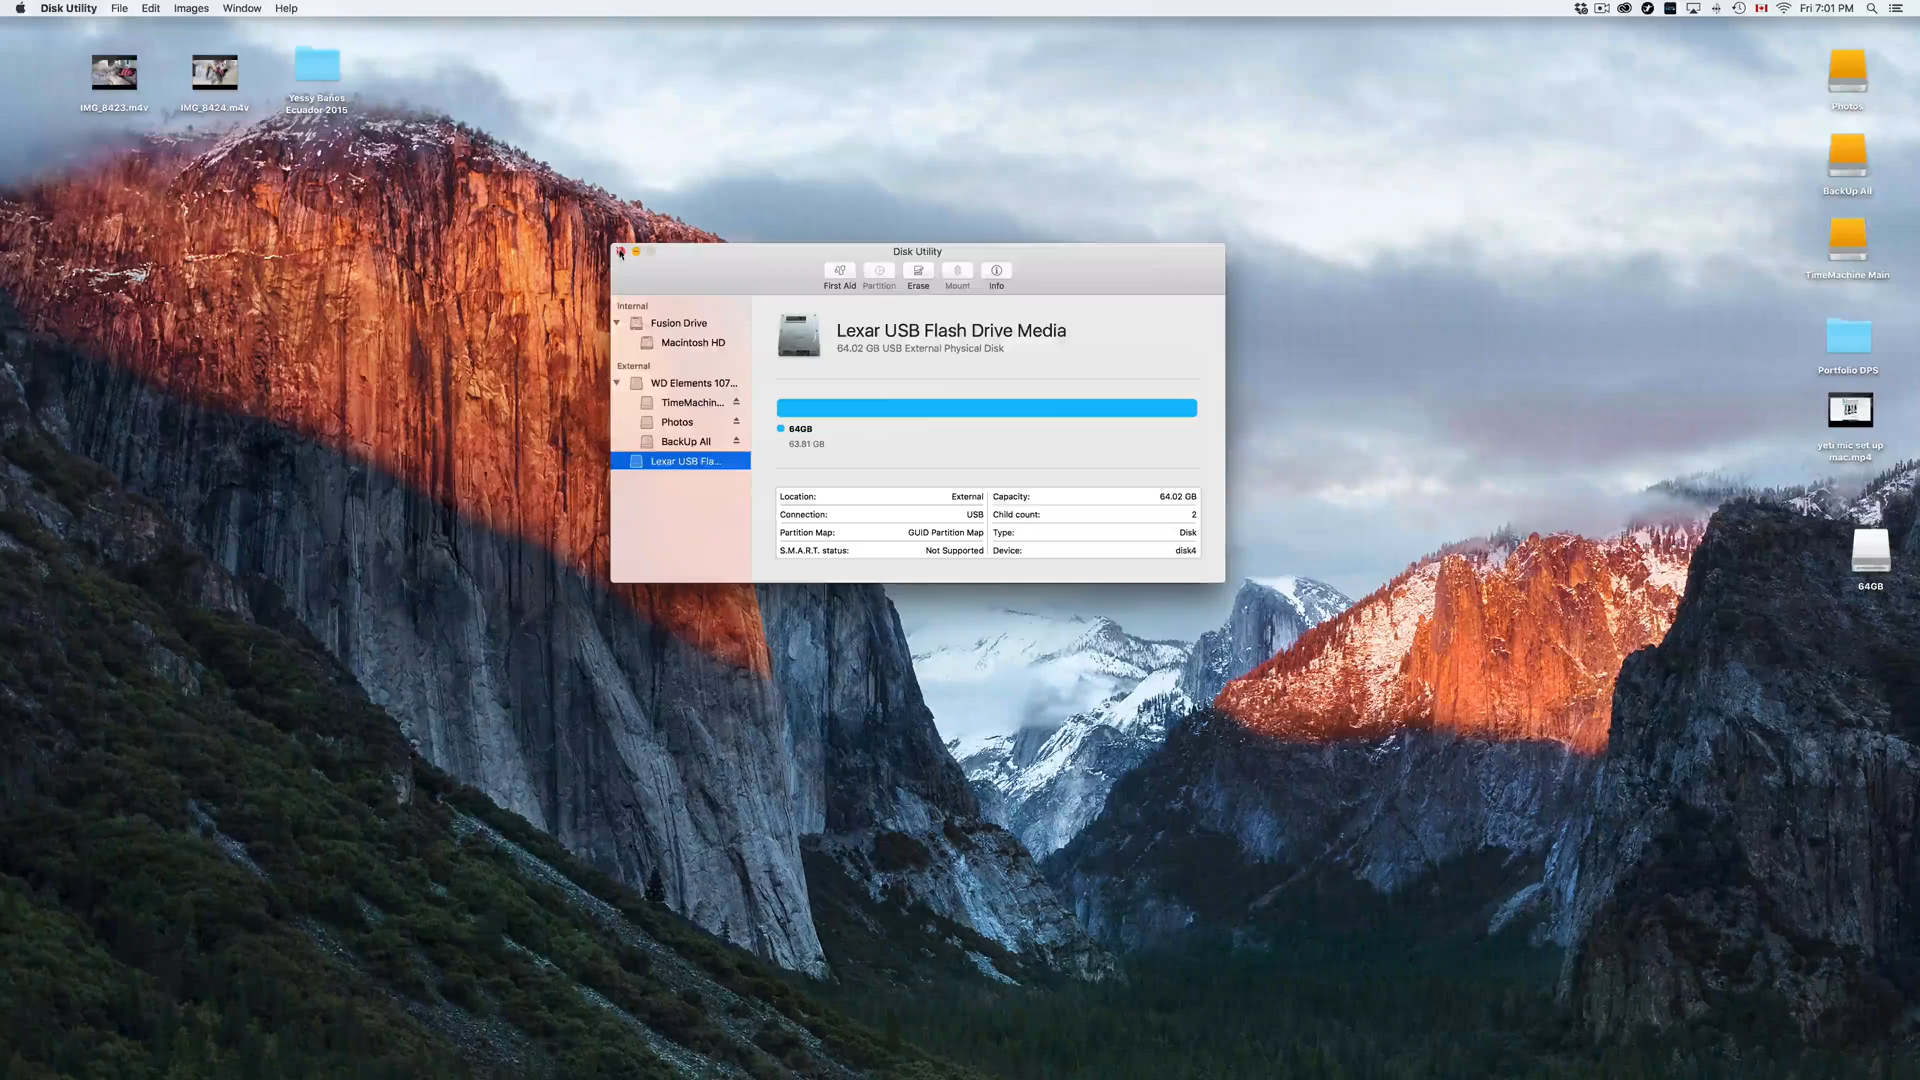 Disk Utility File Edit Images Window Help
Fri 7:01 PM
IMG_8423.m4v
IMG_8424.m4v
Yessy Baños
Ecuador 2015
Photos
BackUp All
TimeMachine Main
Portfolio DPS
yeti mic set up
mac.mp4
64GB
Disk Utility
First Aid Partition Erase Mount Info
Internal
Fusion Drive
Macintosh HD
External
WD Elements 107...
TimeMachin...
Photos
BackUp All
Lexar USB Fla...
Lexar USB Flash Drive Media
64.02 GB USB External Physical Disk
64GB
63.81 GB
Location: External Capacity: 64.02 GB
Connection: USB Child count: 2
Partition Map: GUID Partition Map Type: Disk
S.M.A.R.T. status: Not Supported Device: disk4